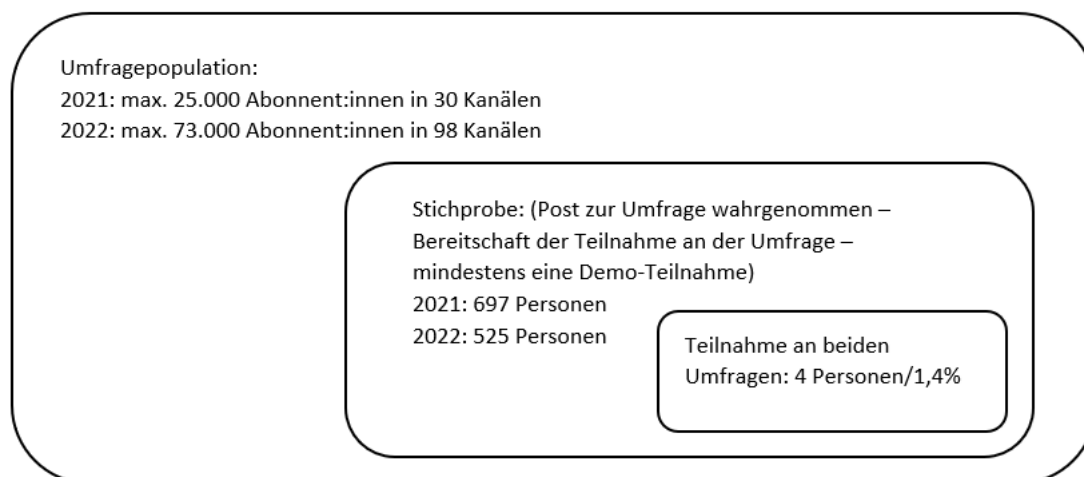 Umfragepopulation:
2021: max. 25.000 Abonnent:innen in 30 Kanälen
2022: max. 73.000 Abonnent:innen in 98 Kanälen
Stichprobe: (Post zur Umfrage wahrgenommen –
Bereitschaft der Teilnahme an der Umfrage –
mindestens eine Demo-Teilnahme)
2021: 697 Personen
2022: 525 Personen
Teilnahme an beiden
Umfragen: 4 Personen/1,4%